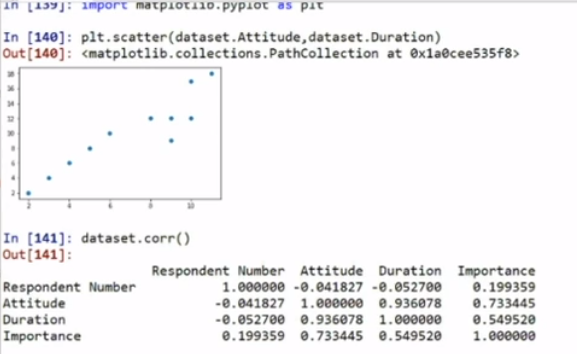 In [139]: import matplotlib.pyplot as plt
In [140]: plt.scatter(dataset.Attitude,dataset.Duration)
Out[140]: <matplotlib.collections.PathCollection at 0x1a0cee535f8>
18
16
14
12
10
8
6
4
2
2 4 6 8 10
In [141]: dataset.corr()
Out[141]:
Respondent Number Attitude Duration Importance
Respondent Number 1.000000 -0.041827 -0.052700 0.199359
Attitude -0.041827 1.000000 0.936078 0.733445
Duration -0.052700 0.936078 1.000000 0.549520
Importance 0.199359 0.733445 0.549520 1.000000